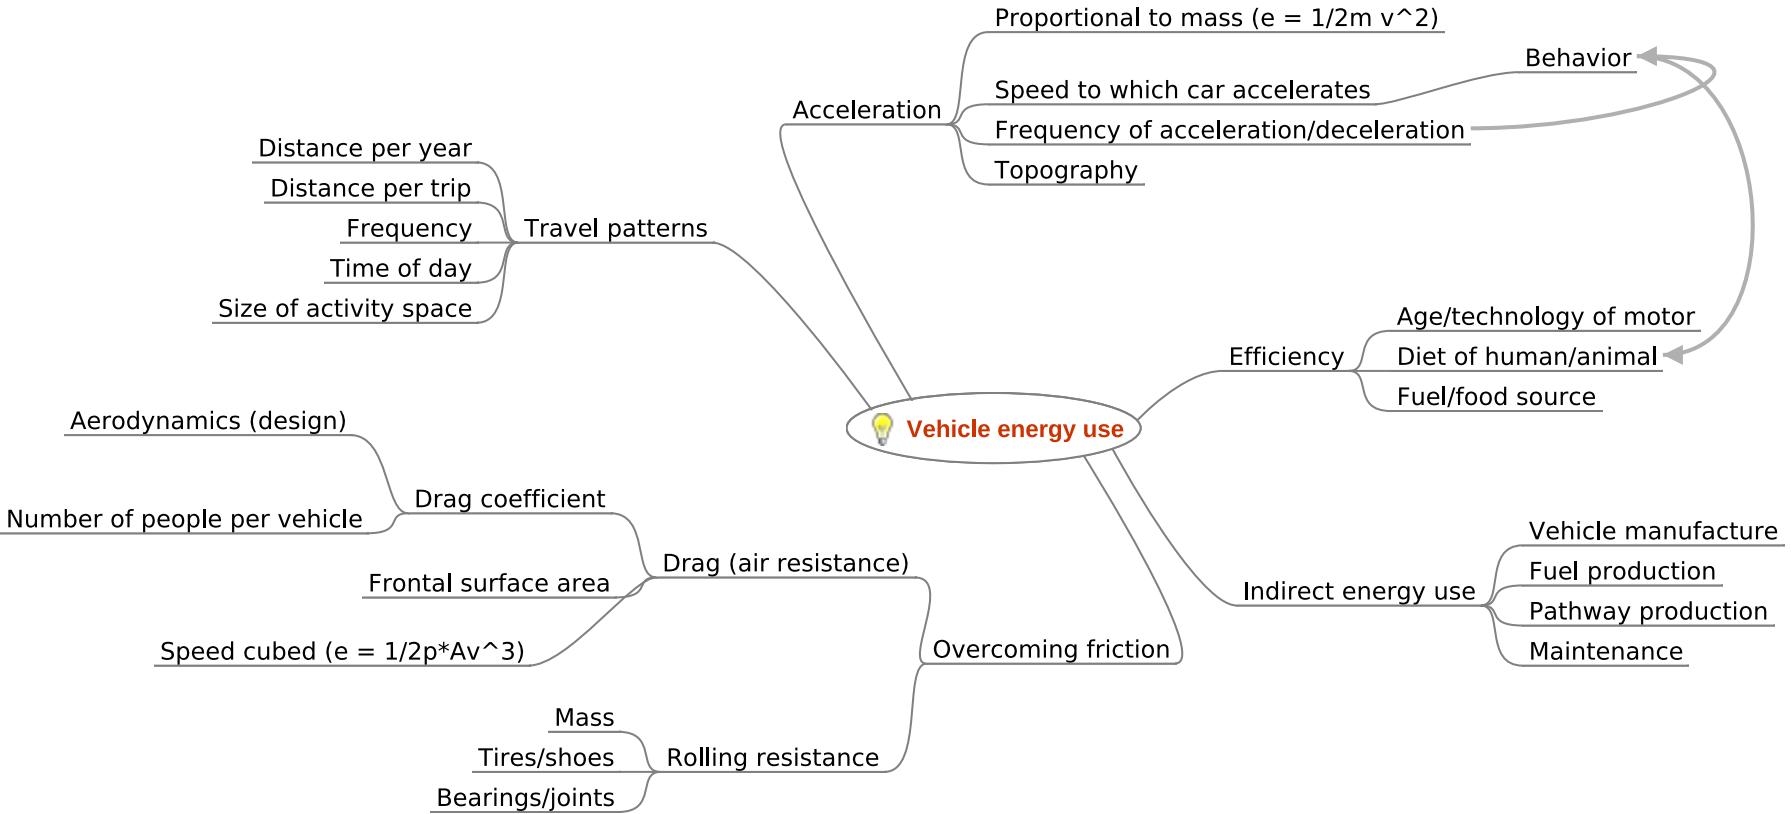 Proportional to mass (e = 1/2m v^2)
Behavior
Speed to which car accelerates
Acceleration
Frequency of acceleration/deceleration
Topography
Distance per year
Distance per trip
Frequency
Travel patterns
Time of day
Size of activity space
Age/technology of motor
Efficiency
Diet of human/animal
Fuel/food source
Vehicle energy use
Aerodynamics (design)
Drag coefficient
Number of people per vehicle
Drag (air resistance)
Frontal surface area
Speed cubed (e = 1/2p*Av^3)
Overcoming friction
Mass
Tires/shoes
Rolling resistance
Bearings/joints
Vehicle manufacture
Fuel production
Indirect energy use
Pathway production
Maintenance